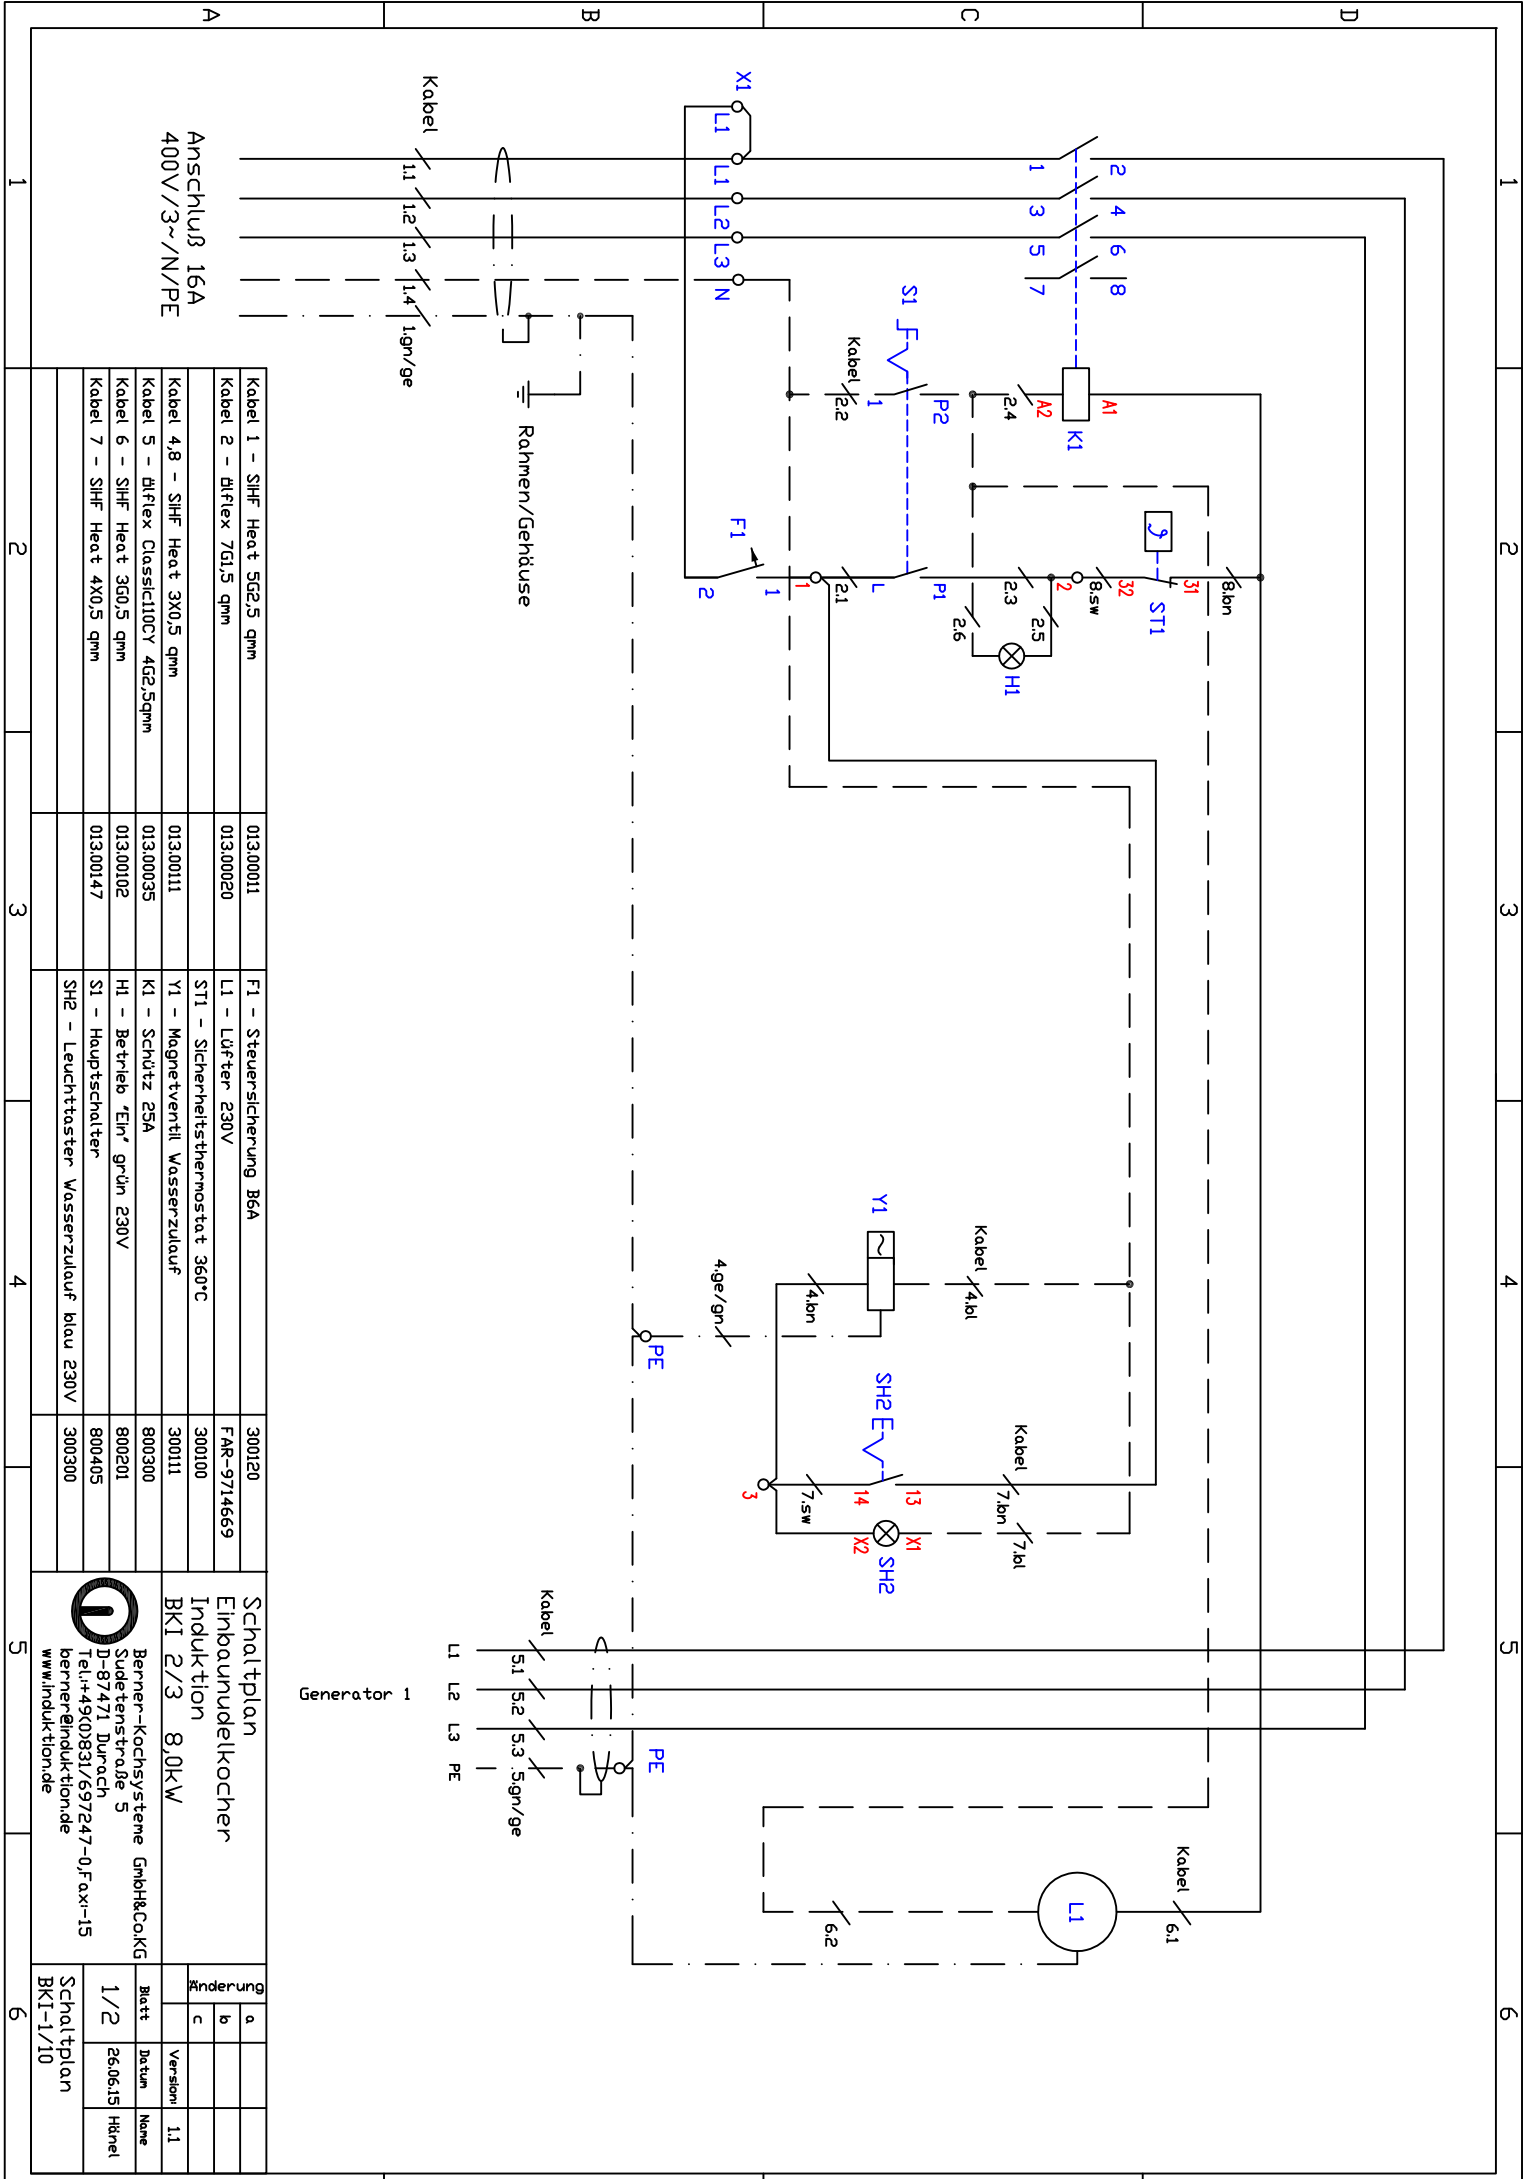 1
2
3
4
5
6
D
C
B
A
D
C
B
A
1
2
3
4
5
6
2
4
6
8
1
3
5
7
A1
K1
A2
2.4
S1
P2
1
Kabel
2.2
8.bn
31
ST1
32
8.sw
2
2.3
2.5
2.6
H1
P1
L
2.1
1
F1
1
2
X1
L1
L1
L2
L3
N
Kabel
1.1
1.2
1.3
1.4
1.gn/ge
Rahmen/Gehäuse
Anschluß 16A
400V/3~/N/PE
Y1
Kabel
4.bl
4.bn
4.ge/gn
PE
SH2
Kabel
7.bn
7.bl
13
14
7.sw
3
X1
SH2
X2
Kabel
5.1
5.2
5.3
5.gn/ge
PE
L1
L2
L3
PE
Generator 1
Kabel
6.1
L1
6.2
Kabel 1 - SIHF Heat 5G2,5 qmm 013.00011 F1 - Steuersicherung B6A 300120
Kabel 2 - Ölflex 7G1,5 qmm 013.00020 L1 - Lüfter 230V FAR-9714669
ST1 - Sicherheitsthermostat 360°C 300100
Kabel 4,8 - SIHF Heat 3X0,5 qmm 013.00111 Y1 - Magnetventil Wasserzulauf 300111
Kabel 5 - Ölflex Classic110CY 4G2,5qmm 013.00035 K1 - Schütz 25A 800300
Kabel 6 - SIHF Heat 3G0,5 qmm 013.00102 H1 - Betrieb "Ein" grün 230V 800201
Kabel 7 - SIHF Heat 4X0,5 qmm 013.00147 S1 - Hauptschalter 800405
SH2 - Leuchttaster Wasserzulauf blau 230V 300300
Schaltplan
Einbaunudelkocher
Induktion
BKI 2/3 8,0kW
Berner-Kochsysteme GmbH&Co.KG
Sudetenstraße 5
D-87471 Durach
Tel.:+49(0)831/697247-0,Fax:-15
berner@induktion.de
www.induktion.de
Änderung
a
b
c
Version: 1.1
Blatt Datum Name
1/2 26.06.15 Hänel
Schaltplan
BKI-1/10